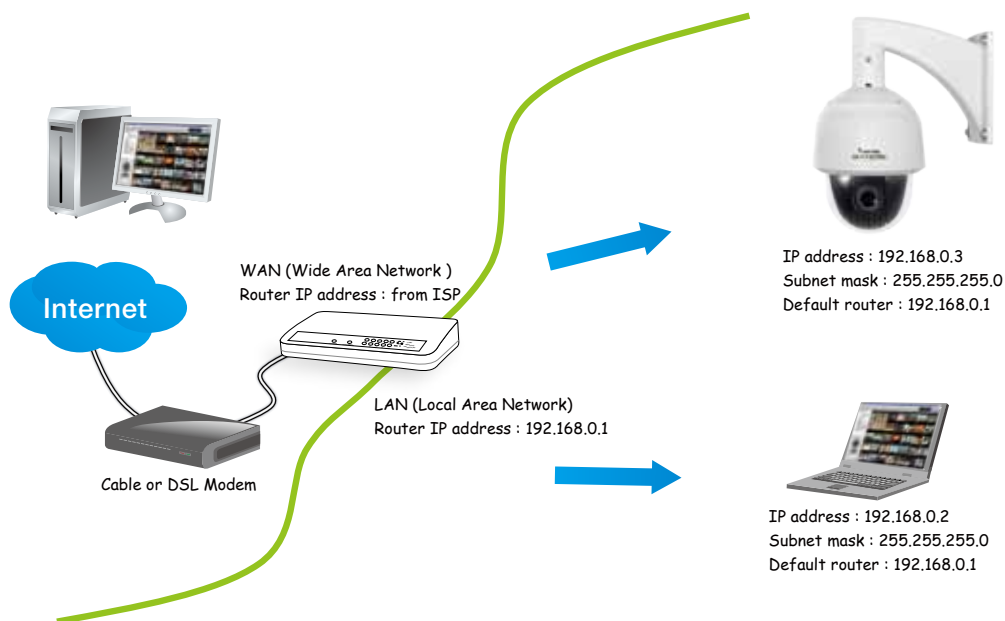 IP address : 192.168.0.3
Subnet mask : 255.255.255.0
Default router : 192.168.0.1
WAN (Wide Area Network )
Router IP address : from ISP
Internet
LAN (Local Area Network)
Router IP address : 192.168.0.1
Cable or DSL Modem
IP address : 192.168.0.2
Subnet mask : 255.255.255.0
Default router : 192.168.0.1